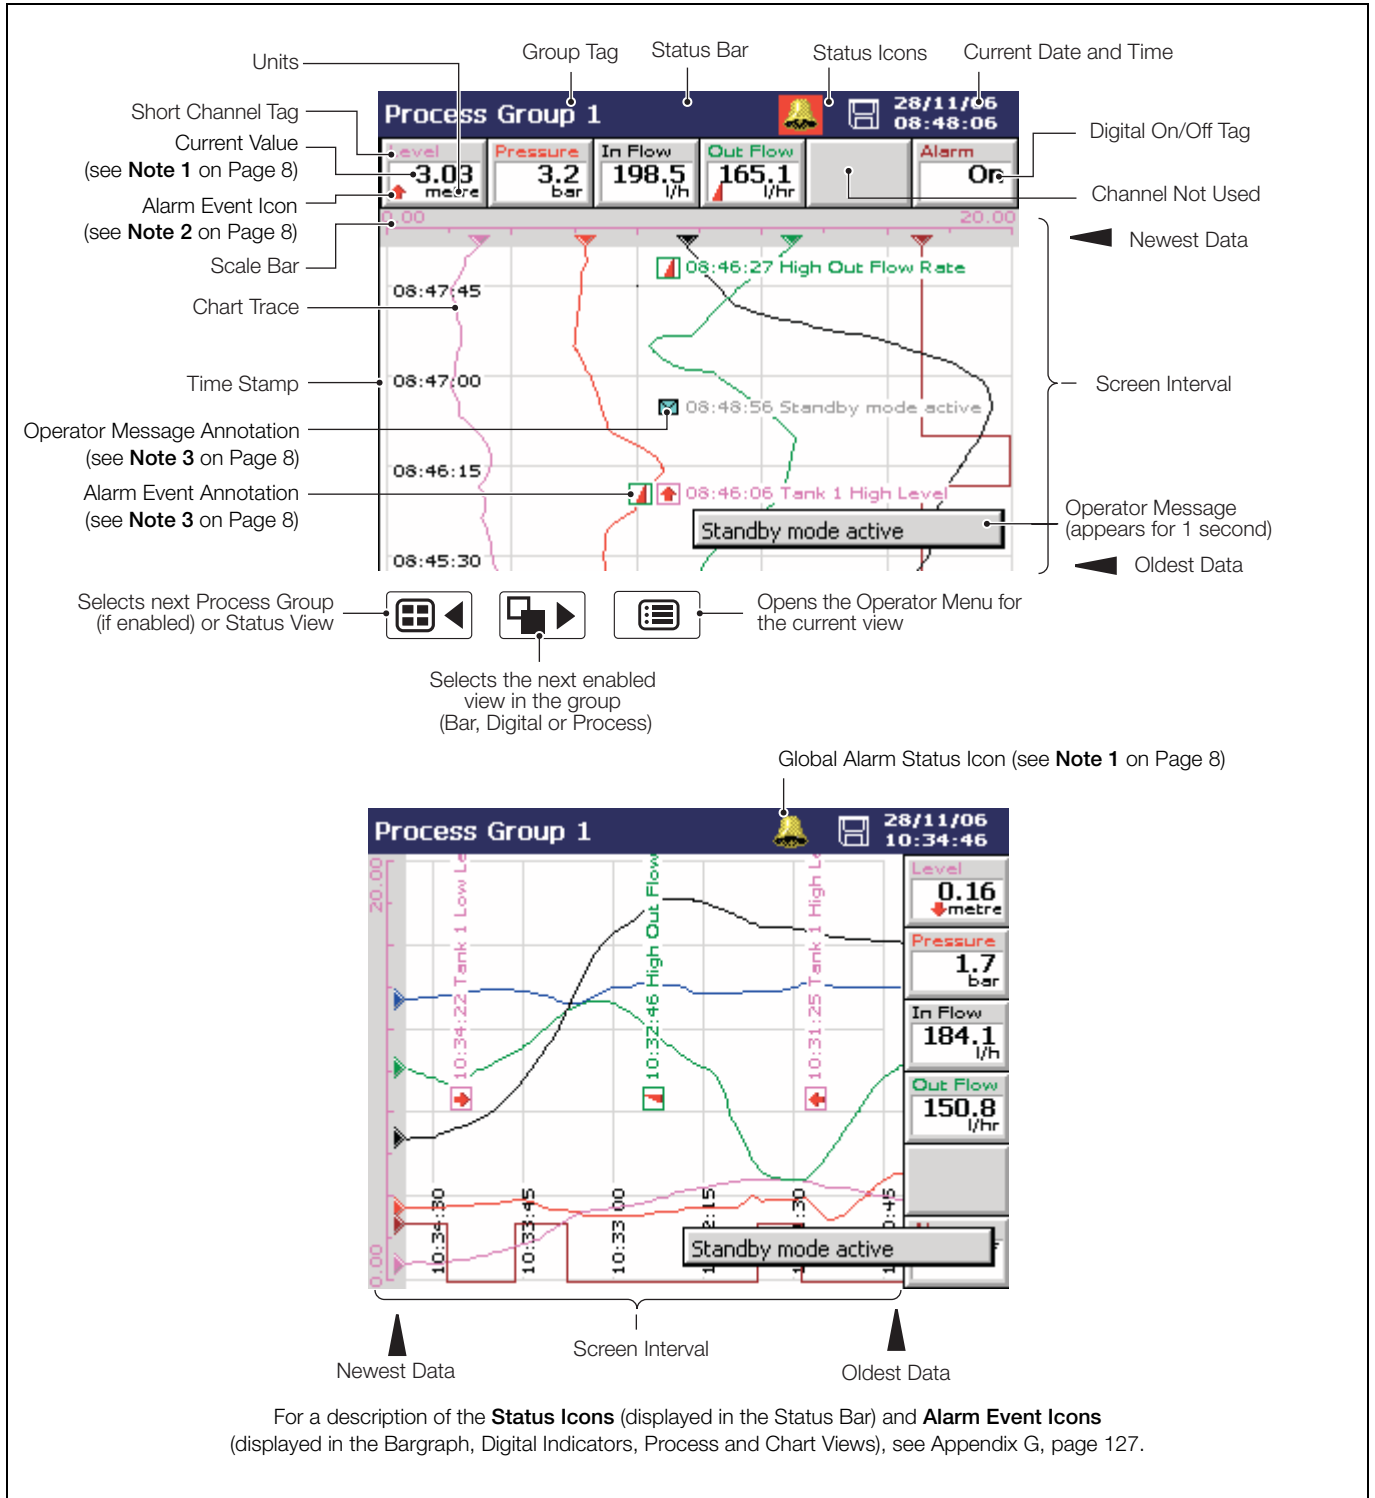 Units
Group Tag
Status Bar
Status Icons
Current Date and Time
Short Channel Tag
Current Value
(see Note 1 on Page 8)
Alarm Event Icon
(see Note 2 on Page 8)
Scale Bar
Chart Trace
Time Stamp
Operator Message Annotation
(see Note 3 on Page 8)
Alarm Event Annotation
(see Note 3 on Page 8)
Process Group 1
28/11/06
08:48:06
Level
3.03
metre
Pressure
3.2
bar
In Flow
198.5
l/h
Out Flow
165.1
l/hr
Alarm
On
0.00
20.00
08:46:27 High Out Flow Rate
08:47:45
08:47:00
08:48:56 Standby mode active
08:46:15
08:46:06 Tank 1 High Level
Standby mode active
08:45:30
Digital On/Off Tag
Channel Not Used
Newest Data
Screen Interval
Operator Message
(appears for 1 second)
Oldest Data
Selects next Process Group
(if enabled) or Status View
Opens the Operator Menu for
the current view
Selects the next enabled
view in the group
(Bar, Digital or Process)
Global Alarm Status Icon (see Note 1 on Page 8)
Process Group 1
28/11/06
10:34:46
20.00
0.00
10:34:22 Tank 1 Low Le
10:32:46 High Out Flow
10:31:25 Tank 1 High Le
Level
0.16
metre
Pressure
1.7
bar
In Flow
184.1
l/h
Out Flow
150.8
l/hr
10:34:30
10:33:45
10:33:00
2:15
:30
0:45
Standby mode active
Screen Interval
Newest Data
Oldest Data
For a description of the Status Icons (displayed in the Status Bar) and Alarm Event Icons
(displayed in the Bargraph, Digital Indicators, Process and Chart Views), see Appendix G, page 127.